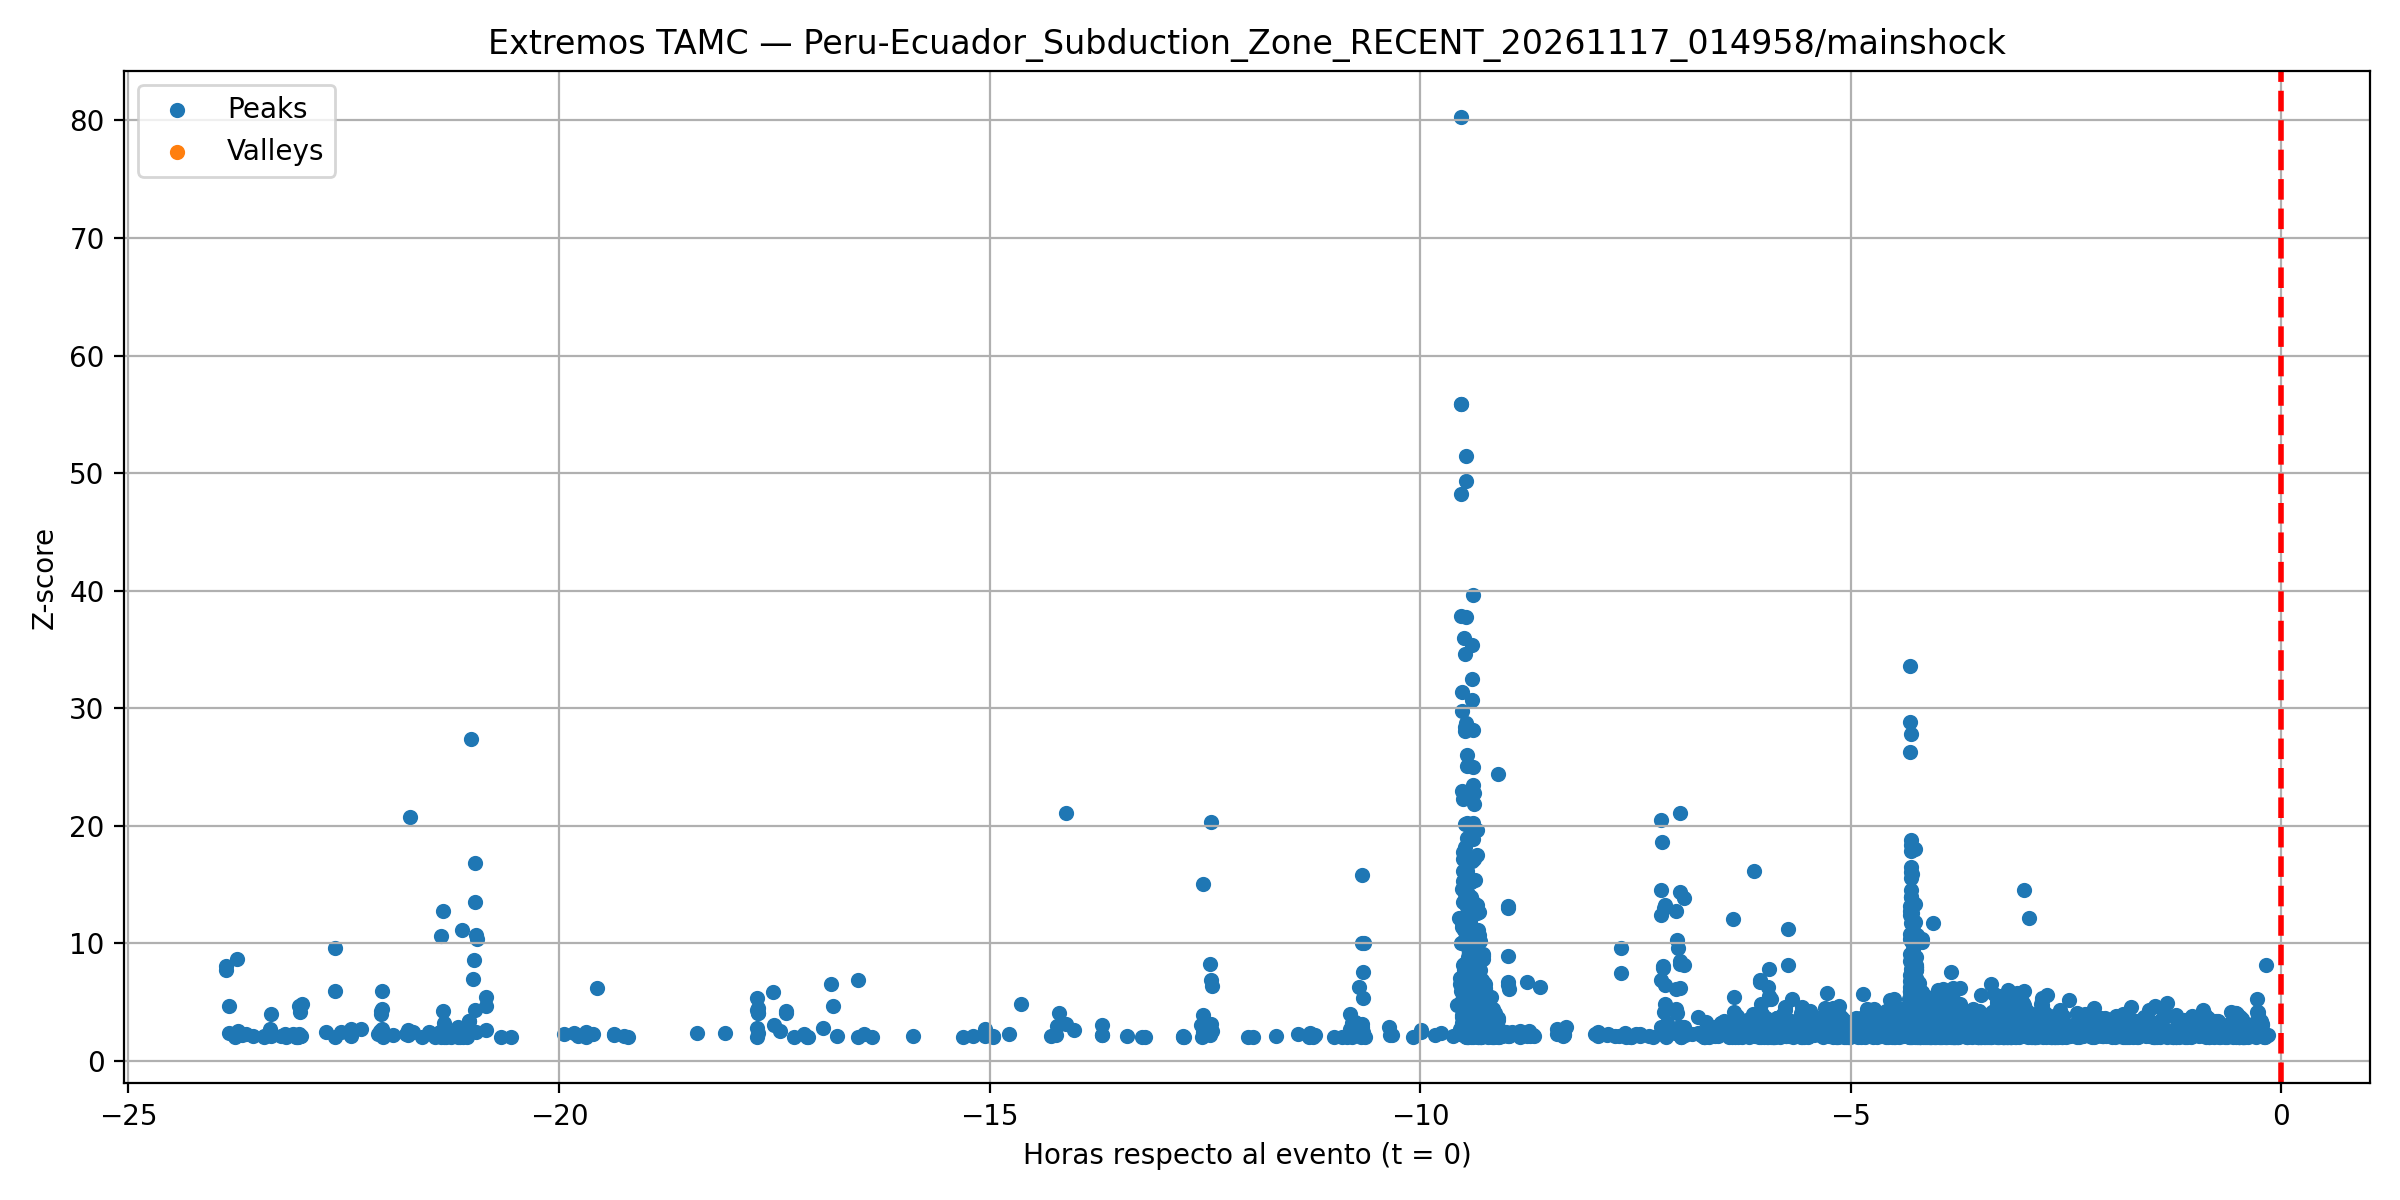 Extremos TAMC — Peru-Ecuador_Subduction_Zone_RECENT_20261117_014958/mainshock
Peaks
Valleys
80
70
60
50
40
30
20
10
0
Z-score
−25 −20 −15 −10 −5 0
Horas respecto al evento (t = 0)